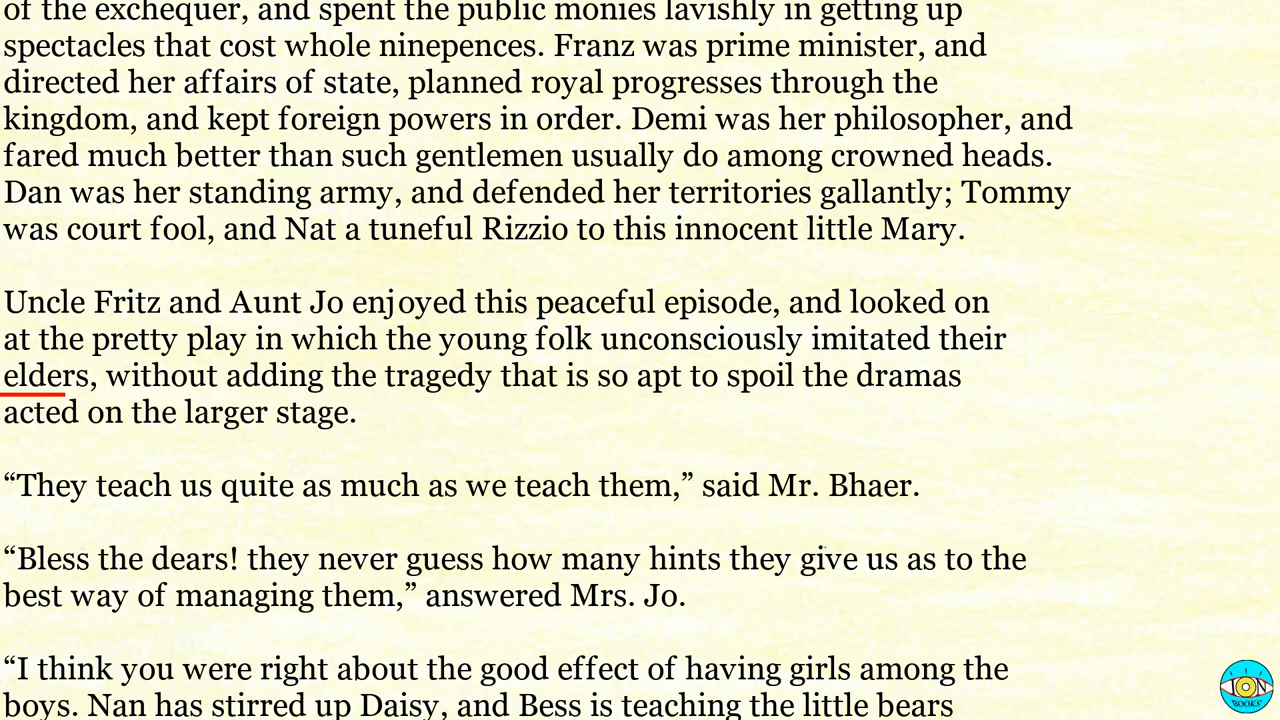 of the exchequer, and spent the public monies lavishly in getting up
spectacles that cost whole ninepences. Franz was prime minister, and
directed her affairs of state, planned royal progresses through the
kingdom, and kept foreign powers in order. Demi was her philosopher, and
fared much better than such gentlemen usually do among crowned heads.
Dan was her standing army, and defended her territories gallantly; Tommy
was court fool, and Nat a tuneful Rizzio to this innocent little Mary.
Uncle Fritz and Aunt Jo enjoyed this peaceful episode, and looked on
at the pretty play in which the young folk unconsciously imitated their
elders, without adding the tragedy that is so apt to spoil the dramas
acted on the larger stage.
“They teach us quite as much as we teach them,” said Mr. Bhaer.
“Bless the dears! they never guess how many hints they give us as to the
best way of managing them,” answered Mrs. Jo.
“I think you were right about the good effect of having girls among the
boys. Nan has stirred up Daisy, and Bess is teaching the little bears
ION
BOOKS